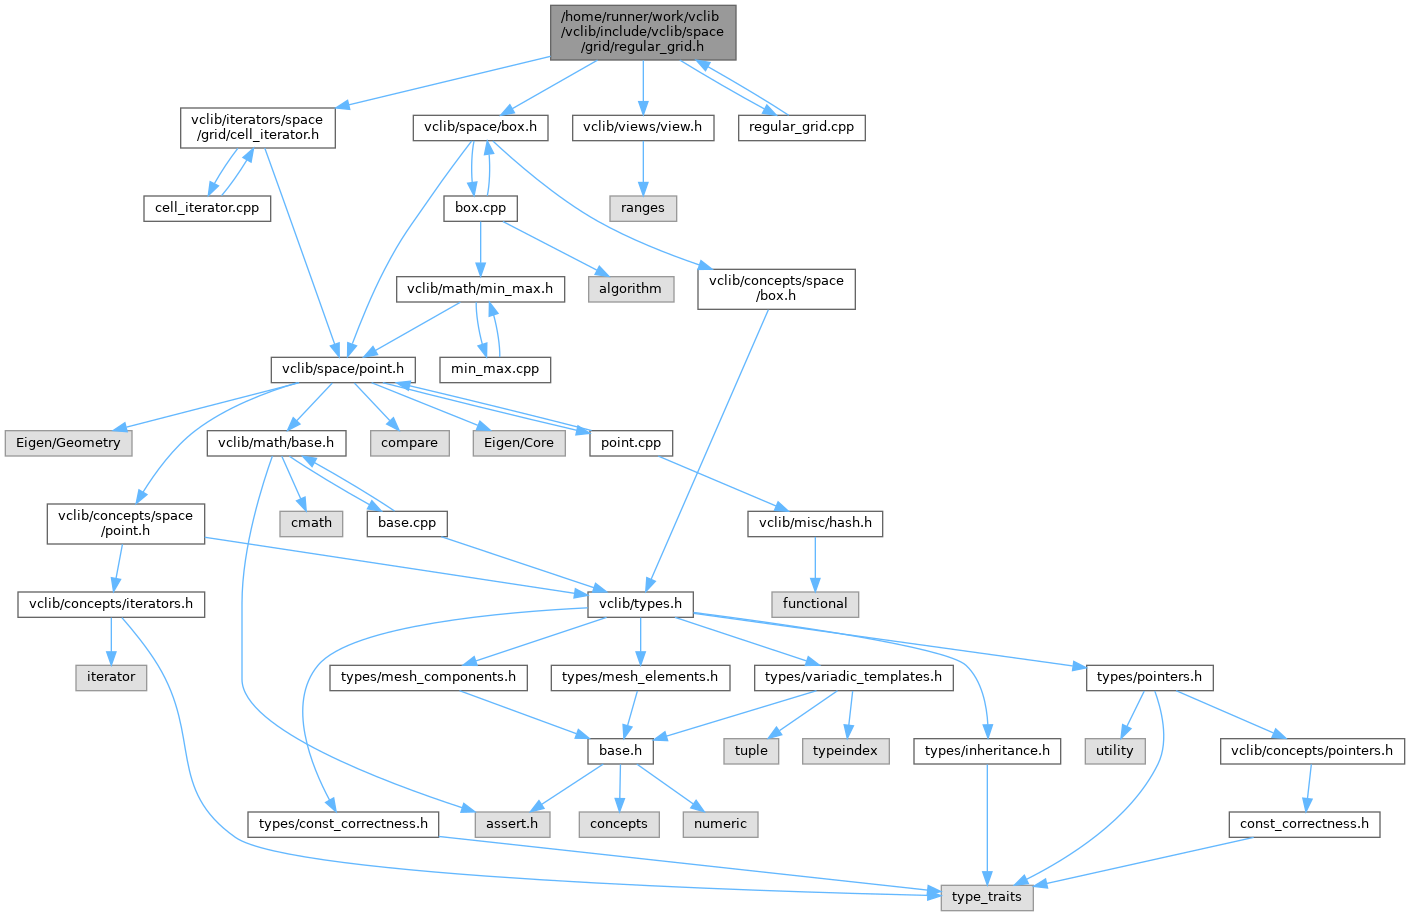 /home/runner/work/vclib
/vclib/include/vclib/space
/grid/regular_grid.h
vclib/iterators/space
/grid/cell_iterator.h
vclib/space/box.h
vclib/views/view.h
regular_grid.cpp
cell_iterator.cpp
box.cpp
ranges
vclib/math/min_max.h
algorithm
vclib/concepts/space
/box.h
vclib/space/point.h
min_max.cpp
Eigen/Geometry
vclib/math/base.h
compare
Eigen/Core
point.cpp
vclib/concepts/space
/point.h
cmath
base.cpp
vclib/misc/hash.h
vclib/concepts/iterators.h
vclib/types.h
functional
iterator
types/mesh_components.h
types/mesh_elements.h
types/variadic_templates.h
types/pointers.h
base.h
tuple
typeindex
types/inheritance.h
utility
vclib/concepts/pointers.h
types/const_correctness.h
assert.h
concepts
numeric
const_correctness.h
type_traits